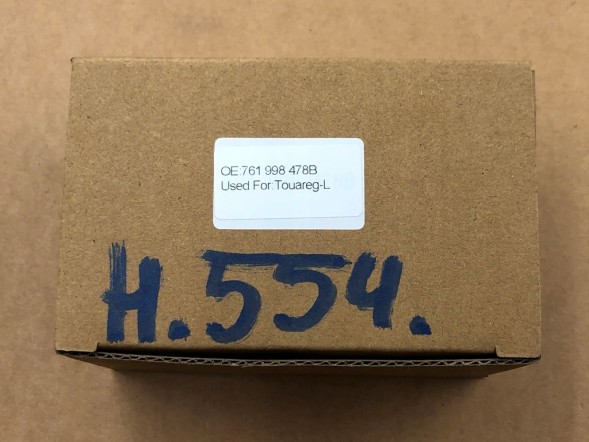 OE:761 998 478B
Used For:Touareg-L
H.554.